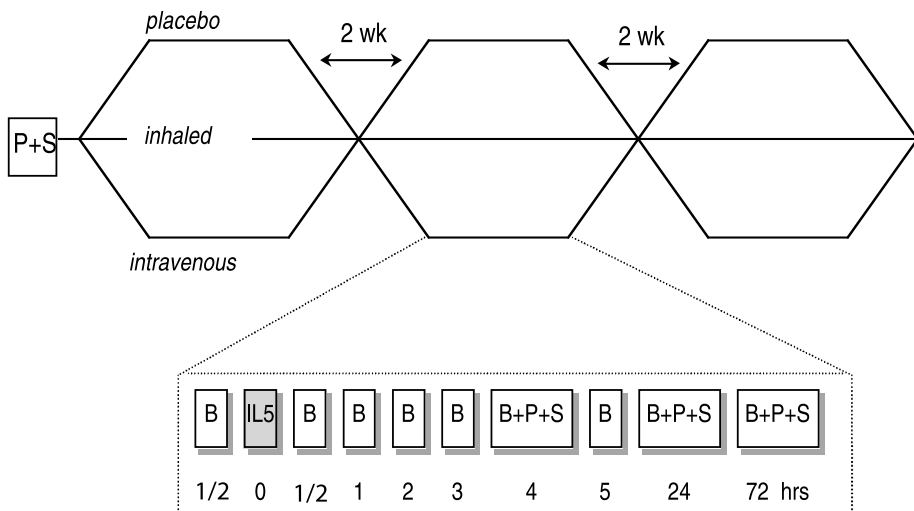 placebo
2 wk
2 wk
P+S
inhaled
intravenous
B IL5 B B B B B+P+S B B+P+S B+P+S
1/2 0 1/2 1 2 3 4 5 24 72 hrs